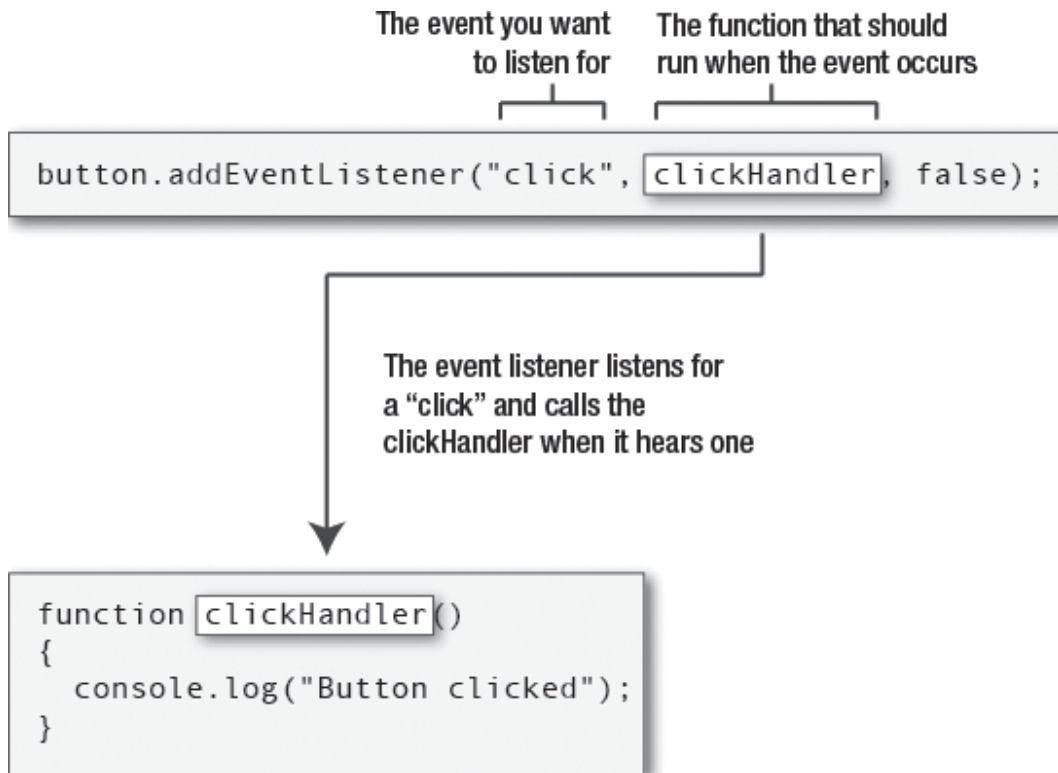 The event you want
to listen for
The function that should
run when the event occurs
button.addEventListener("click", clickHandler, false);
The event listener listens for
a “click” and calls the
clickHandler when it hears one
function clickHandler()
{
  console.log("Button clicked");
}